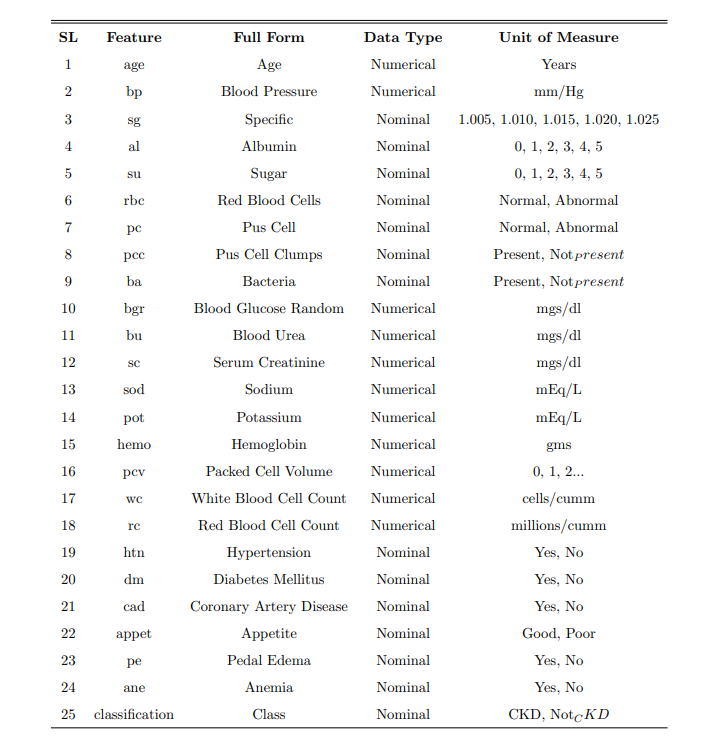 SL Feature Full Form Data Type Unit of Measure
1 age Age Numerical Years
2 bp Blood Pressure Numerical mm/Hg
3 sg Specific Nominal 1.005, 1.010, 1.015, 1.020, 1.025
4 al Albumin Nominal 0, 1, 2, 3, 4, 5
5 su Sugar Nominal 0, 1, 2, 3, 4, 5
6 rbc Red Blood Cells Nominal Normal, Abnormal
7 pc Pus Cell Nominal Normal, Abnormal
8 pcc Pus Cell Clumps Nominal Present, Notpresent
9 ba Bacteria Nominal Present, Notpresent
10 bgr Blood Glucose Random Numerical mgs/dl
11 bu Blood Urea Numerical mgs/dl
12 sc Serum Creatinine Numerical mgs/dl
13 sod Sodium Numerical mEq/L
14 pot Potassium Numerical mEq/L
15 hemo Hemoglobin Numerical gms
16 pcv Packed Cell Volume Numerical 0, 1, 2...
17 wc White Blood Cell Count Numerical cells/cumm
18 rc Red Blood Cell Count Numerical millions/cumm
19 htn Hypertension Nominal Yes, No
20 dm Diabetes Mellitus Nominal Yes, No
21 cad Coronary Artery Disease Nominal Yes, No
22 appet Appetite Nominal Good, Poor
23 pe Pedal Edema Nominal Yes, No
24 ane Anemia Nominal Yes, No
25 classification Class Nominal CKD, NotCKD